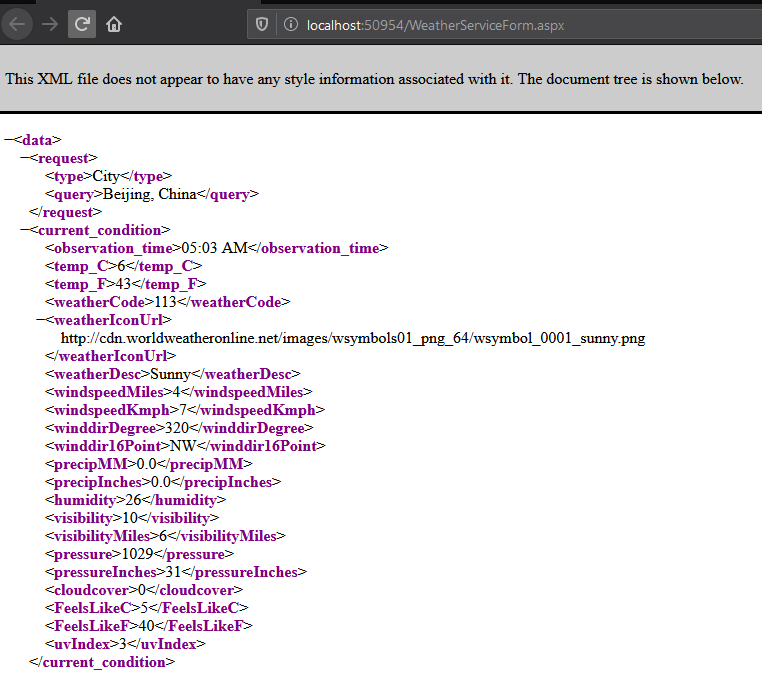 localhost:50954/WeatherServiceForm.aspx
This XML file does not appear to have any style information associated with it. The document tree is shown below.
−<data>
−<request>
<type>City</type>
<query>Beijing, China</query>
</request>
−<current_condition>
<observation_time>05:03 AM</observation_time>
<temp_C>6</temp_C>
<temp_F>43</temp_F>
<weatherCode>113</weatherCode>
−<weatherIconUrl>
http://cdn.worldweatheronline.net/images/wsymbols01_png_64/wsymbol_0001_sunny.png
</weatherIconUrl>
<weatherDesc>Sunny</weatherDesc>
<windspeedMiles>4</windspeedMiles>
<windspeedKmph>7</windspeedKmph>
<winddirDegree>320</winddirDegree>
<winddir16Point>NW</winddir16Point>
<precipMM>0.0</precipMM>
<precipInches>0.0</precipInches>
<humidity>26</humidity>
<visibility>10</visibility>
<visibilityMiles>6</visibilityMiles>
<pressure>1029</pressure>
<pressureInches>31</pressureInches>
<cloudcover>0</cloudcover>
<FeelsLikeC>5</FeelsLikeC>
<FeelsLikeF>40</FeelsLikeF>
<uvIndex>3</uvIndex>
</current_condition>